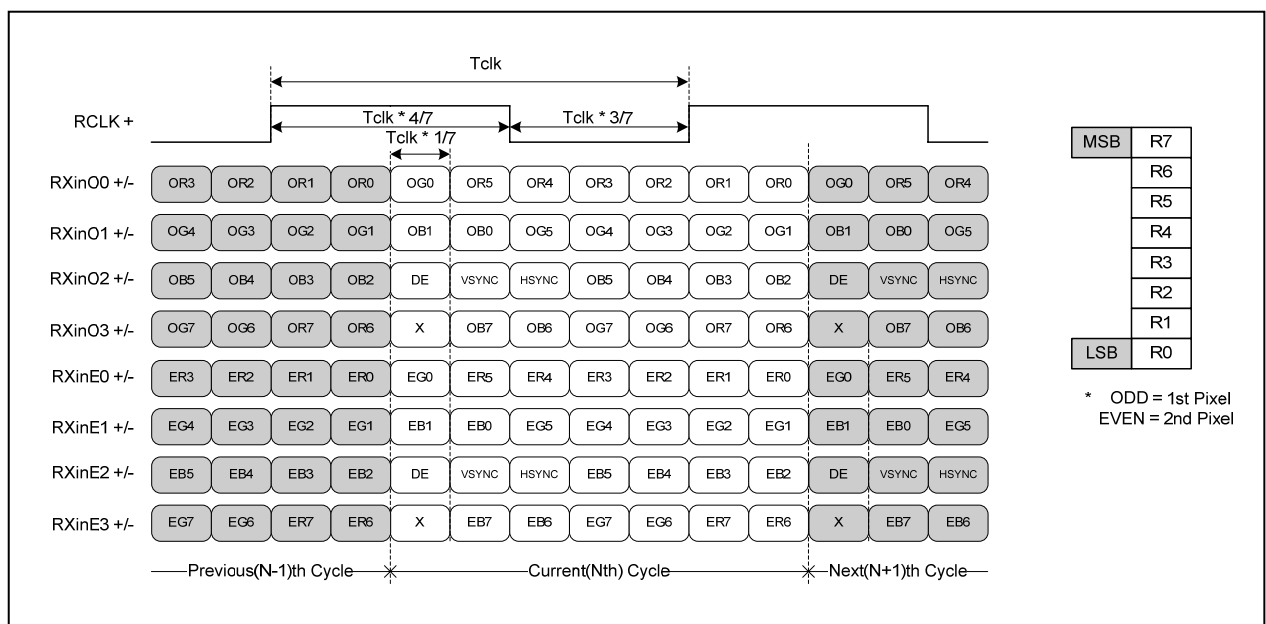 Tclk
RCLK +
Tclk * 4/7
Tclk * 3/7
Tclk * 1/7
RXinO0 +/- OR3 OR2 OR1 OR0 OG0 OR5 OR4 OR3 OR2 OR1 OR0 OG0 OR5 OR4
RXinO1 +/- OG4 OG3 OG2 OG1 OB1 OB0 OG5 OG4 OG3 OG2 OG1 OB1 OB0 OG5
RXinO2 +/- OB5 OB4 OB3 OB2 DE VSYNC HSYNC OB5 OB4 OB3 OB2 DE VSYNC HSYNC
RXinO3 +/- OG7 OG6 OR7 OR6 X OB7 OB6 OG7 OG6 OR7 OR6 X OB7 OB6
RXinE0 +/- ER3 ER2 ER1 ER0 EG0 ER5 ER4 ER3 ER2 ER1 ER0 EG0 ER5 ER4
RXinE1 +/- EG4 EG3 EG2 EG1 EB1 EB0 EG5 EG4 EG3 EG2 EG1 EB1 EB0 EG5
RXinE2 +/- EB5 EB4 EB3 EB2 DE VSYNC HSYNC EB5 EB4 EB3 EB2 DE VSYNC HSYNC
RXinE3 +/- EG7 EG6 ER7 ER6 X EB7 EB6 EG7 EG6 ER7 ER6 X EB7 EB6
Previous(N-1)th Cycle Current(Nth) Cycle Next(N+1)th Cycle
MSB R7
R6
R5
R4
R3
R2
R1
LSB R0
* ODD = 1st Pixel
EVEN = 2nd Pixel